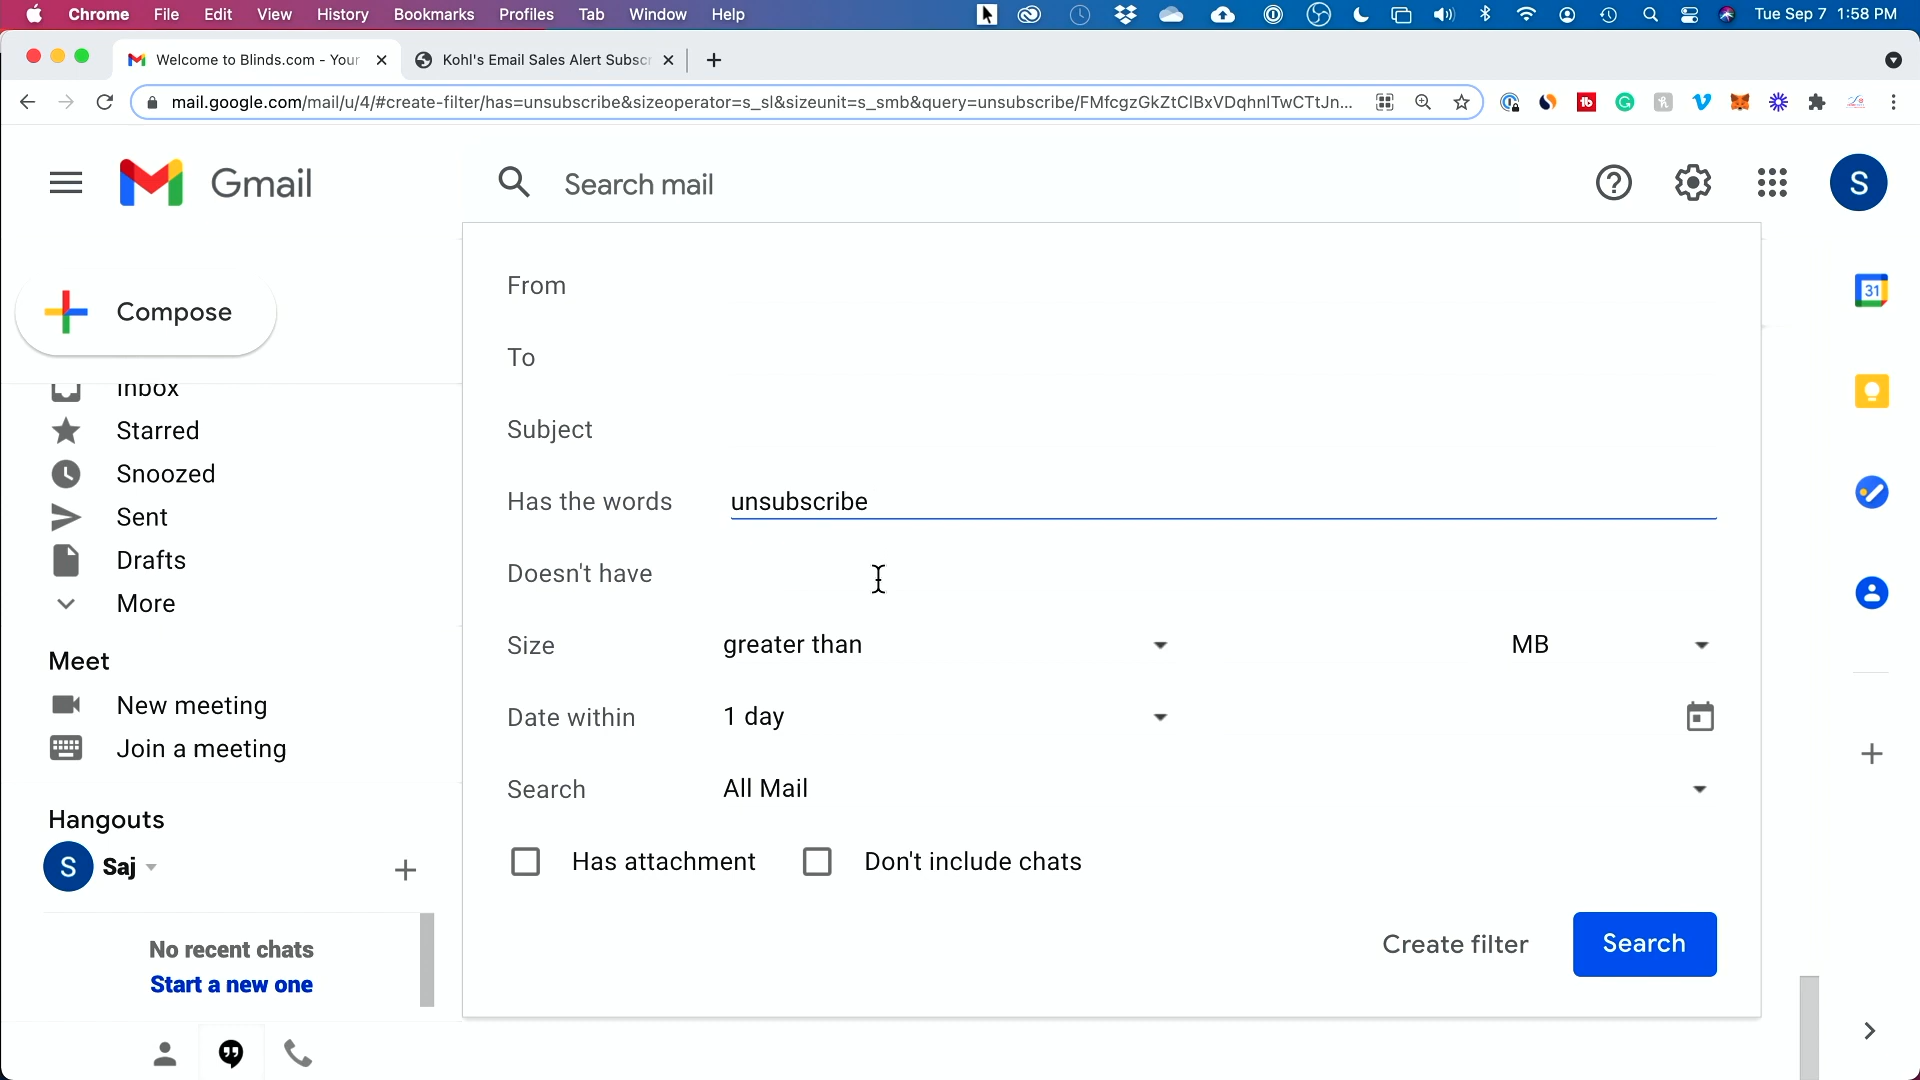 Chrome File Edit View History Bookmarks Profiles Tab Window Help Tue Sep 7 1:58 PM
Welcome to Blinds.com - Your Kohl's Email Sales Alert Subsc
mail.google.com/mail/u/4/#create-filter/has=unsubscribe&sizeoperator=s_sl&sizeunit=s_smb&query=unsubscribe/FMfcgzGkZtClBxVDqhnlTwCTtJn...
Gmail
Search mail
S
31
Compose
Inbox
Starred
Snoozed
Sent
Drafts
More
Meet
New meeting
Join a meeting
Hangouts
S Saj
No recent chats
Start a new one
From
To
Subject
Has the words unsubscribe
Doesn't have
Size greater than MB
Date within 1 day
Search All Mail
Has attachment Don't include chats
Create filter Search